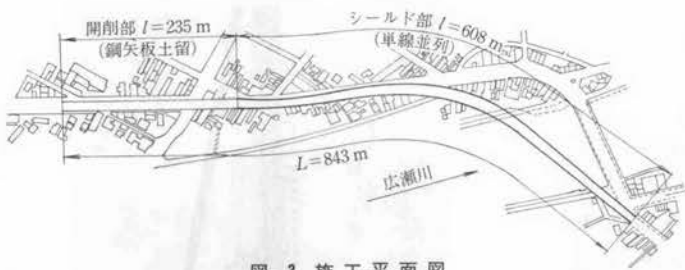 開削部 l=235 m
(鋼矢板土留)
シールド部 l=608 m
(単線並列)
L=843 m
広瀬川
図-3 施工平面図